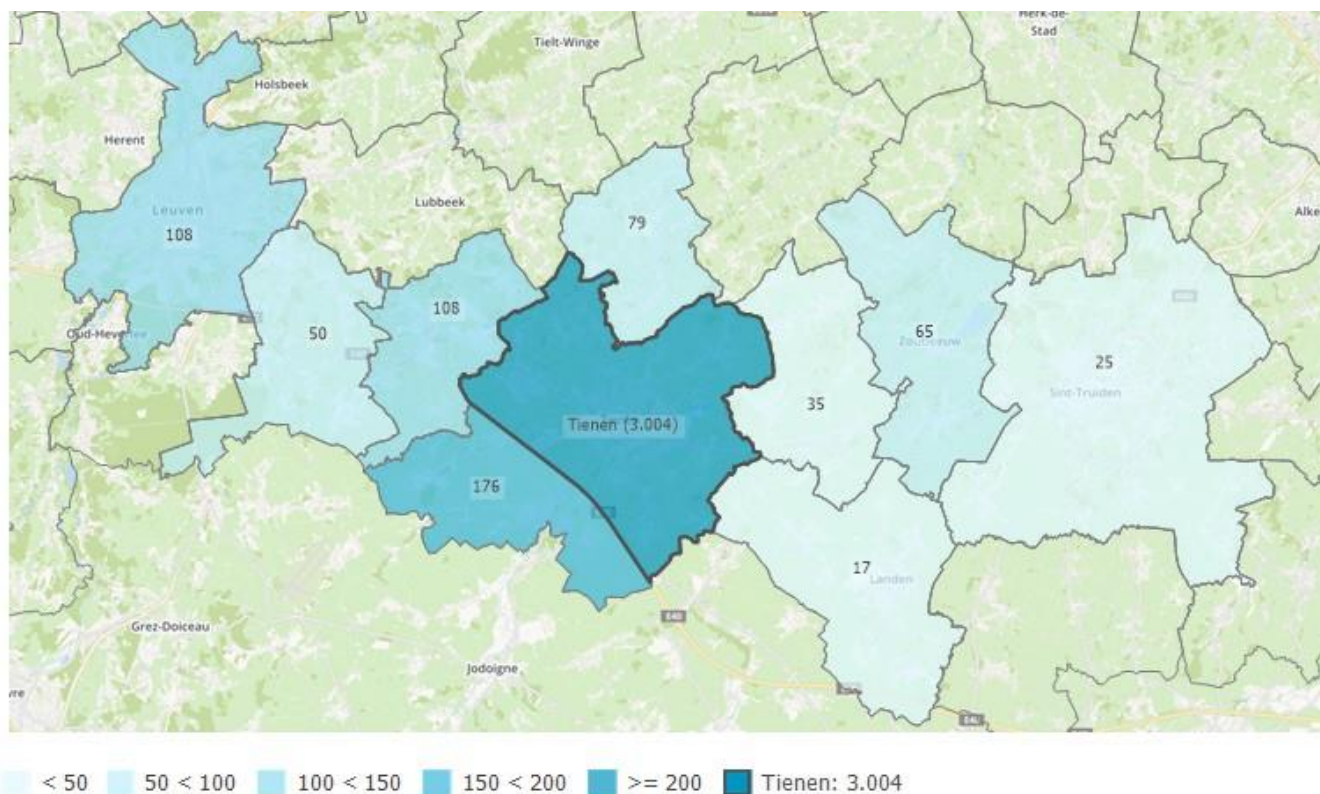 Herk-de-
Stad
Tielt-Winge
Holsbeek
Herent
Lubbeek
Leuven
108
79
Alke
Oud-Heverlee
50
108
65
Zoutleeuw
25
Sint-Truiden
35
Tienen (3.004)
176
17
Landen
E40
Grez-Doiceau
Jodoigne
vre
E40
< 50 50 < 100 100 < 150 150 < 200 >= 200 Tienen: 3.004